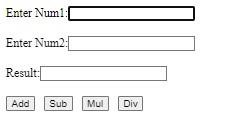 Enter Num1:
Enter Num2:
Result:
Add Sub Mul Div